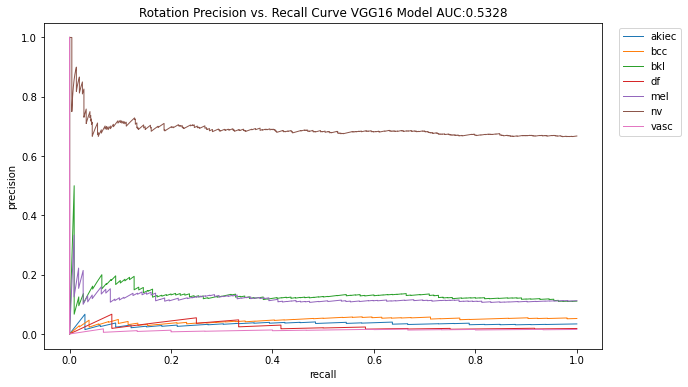 Rotation Precision vs. Recall Curve VGG16 Model AUC:0.5328
akiec
bcc
bkl
df
mel
nv
vasc
1.0
0.8
0.6
0.4
0.2
0.0
precision
0.0 0.2 0.4 0.6 0.8 1.0
recall